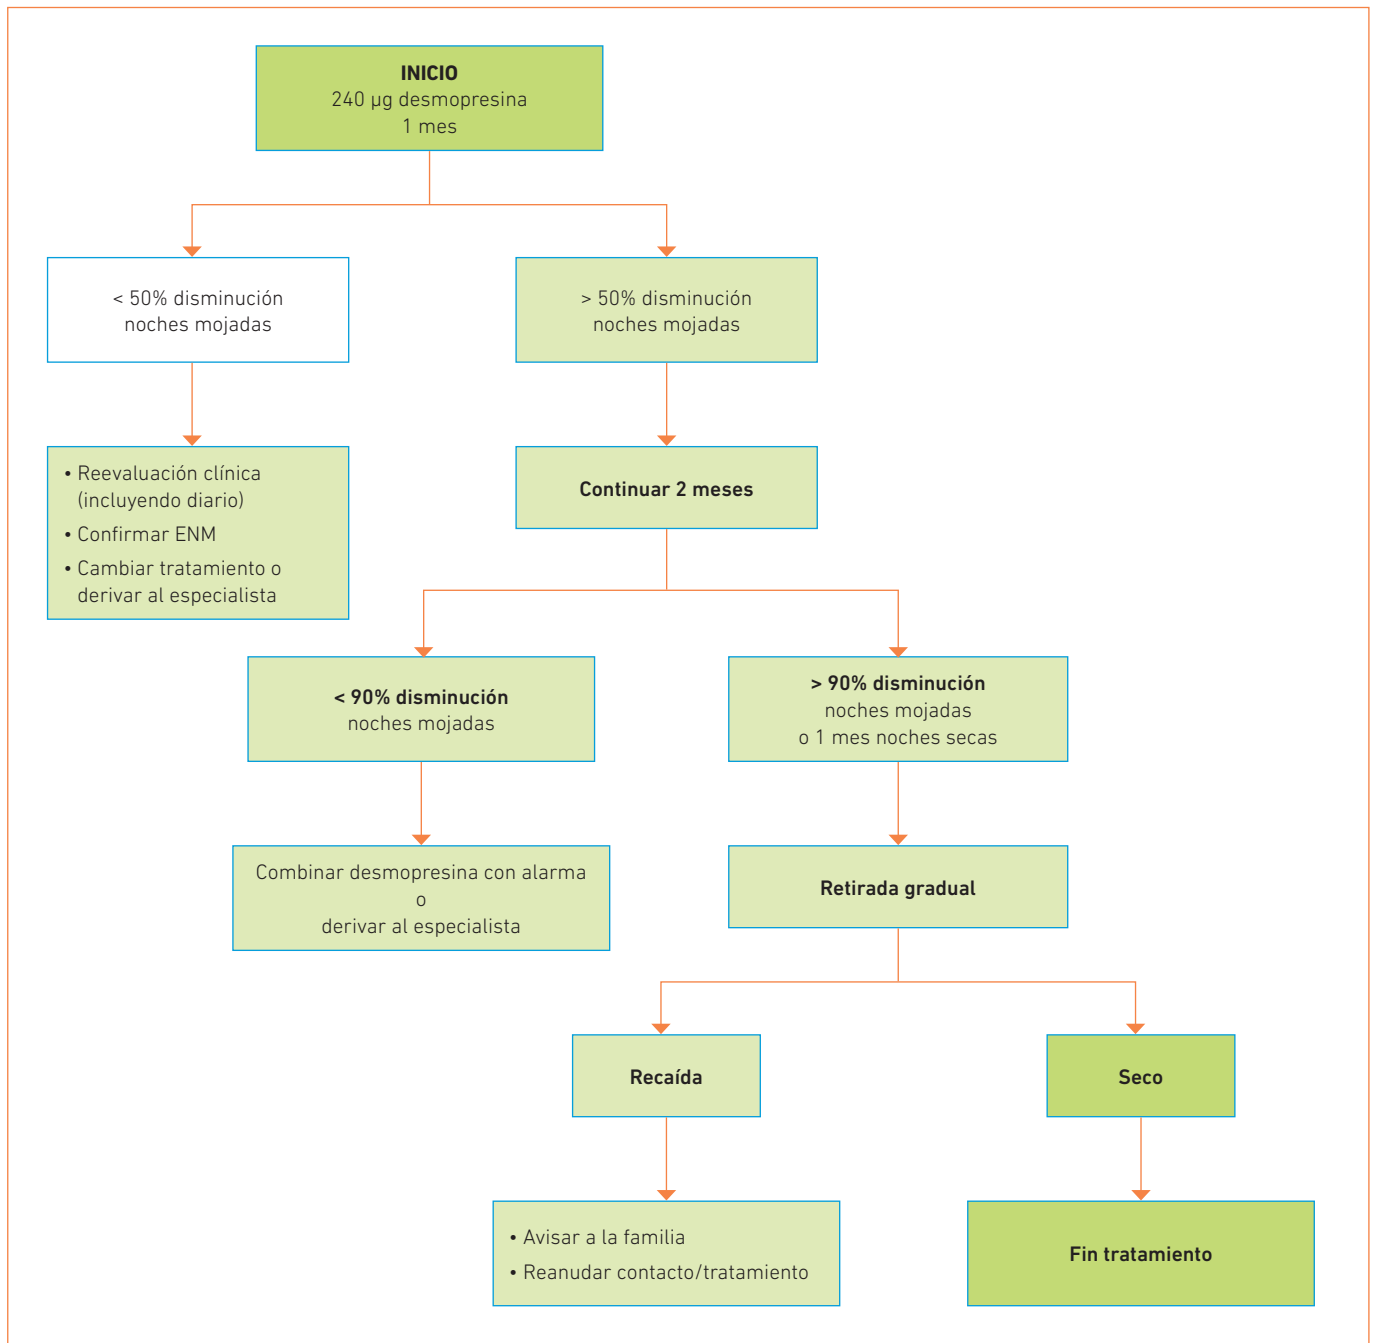 INICIO
240 µg desmopresina
1 mes
< 50% disminución
noches mojadas
> 50% disminución
noches mojadas
• Reevaluación clínica
(incluyendo diario)
• Confirmar ENM
• Cambiar tratamiento o
derivar al especialista
Continuar 2 meses
< 90% disminución
noches mojadas
> 90% disminución
noches mojadas
o 1 mes noches secas
Combinar desmopresina con alarma
o
derivar al especialista
Retirada gradual
Recaída
Seco
• Avisar a la familia
• Reanudar contacto/tratamiento
Fin tratamiento